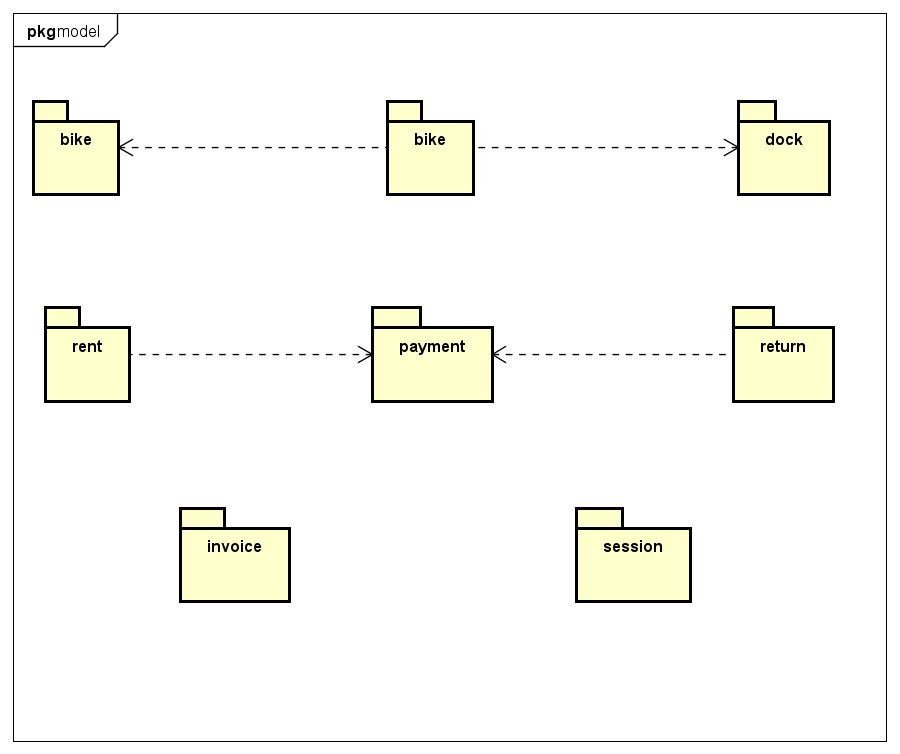 pkgmodel
bike
bike
dock
rent
payment
return
invoice
session